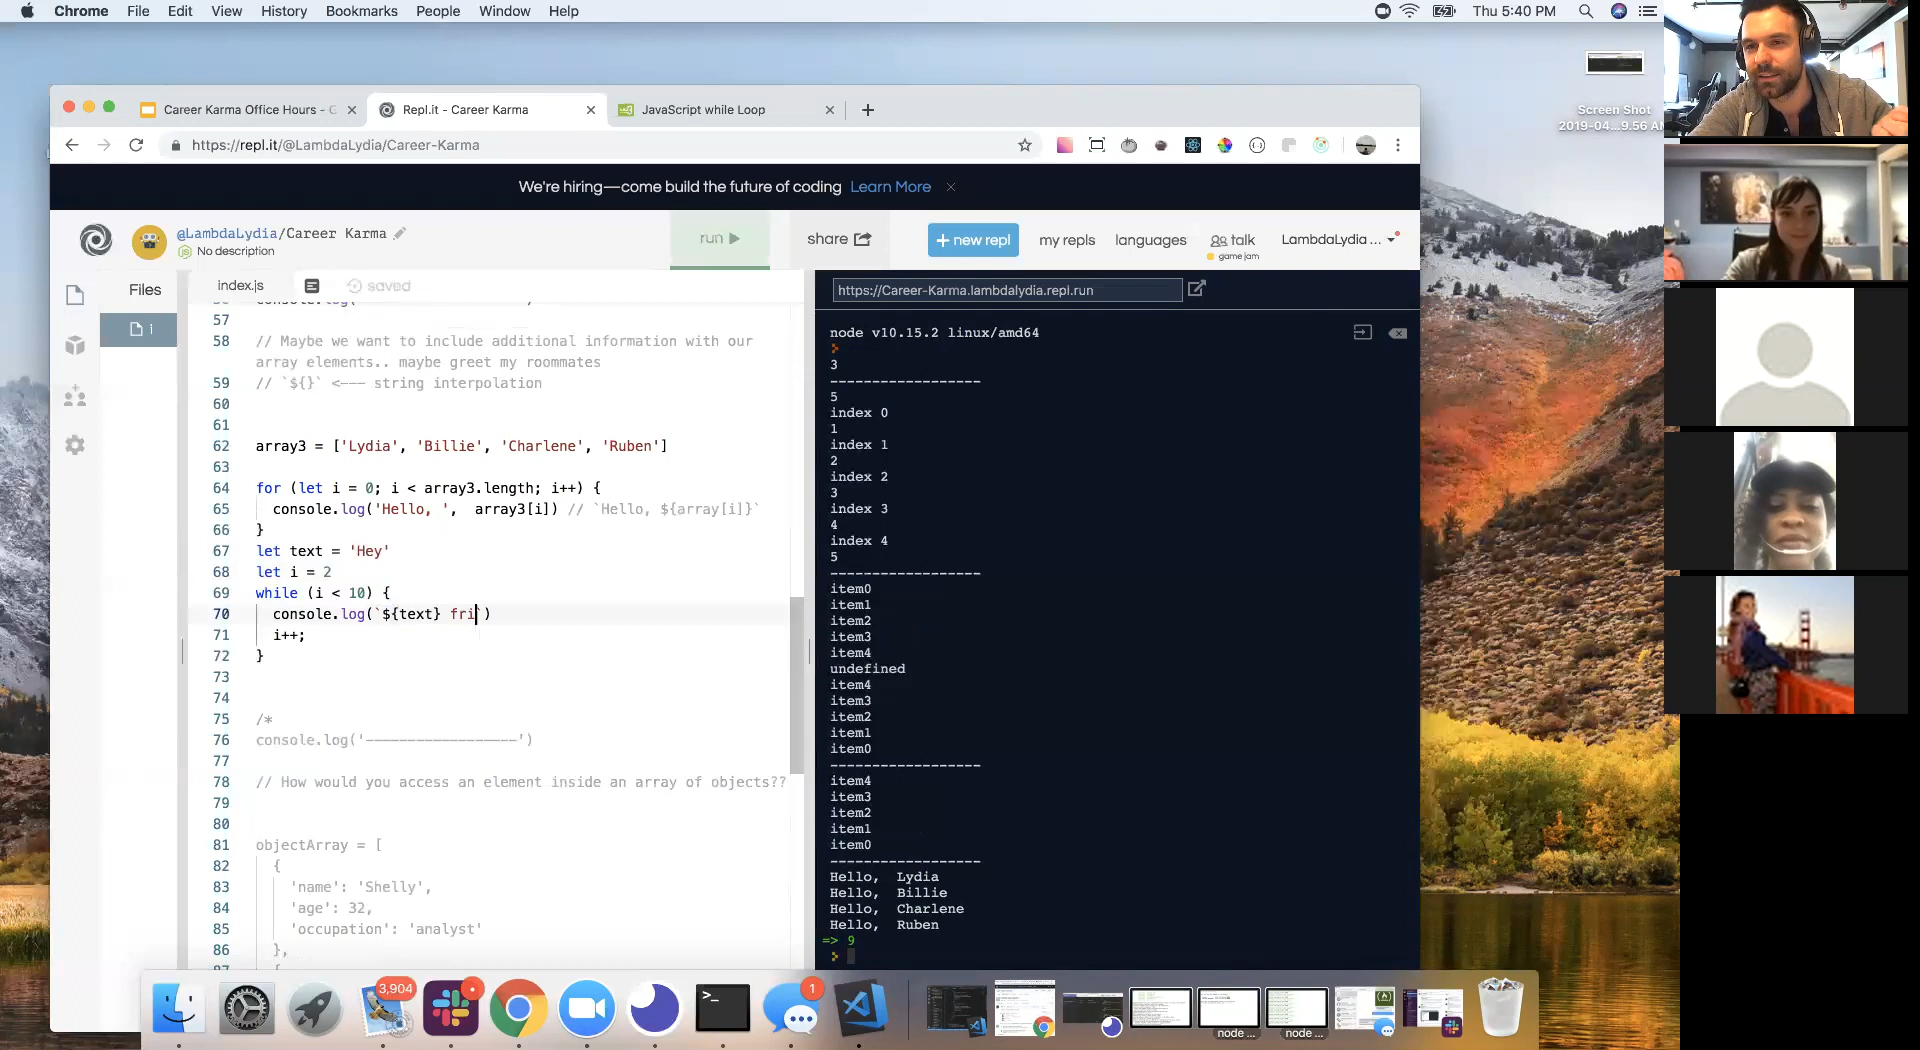 Chrome File Edit View History Bookmarks People Window Help
Thu 5:40 PM
Screen Shot
2019-04...9.56 AM
Career Karma Office Hours - G
Repl.it - Career Karma
JavaScript while Loop
https://repl.it/@LambdaLydia/Career-Karma
We're hiring—come build the future of coding Learn More
@LambdaLydia/Career Karma
No description
run
share
+ new repl
my repls
languages
talk
game jam
LambdaLydia ...
Files
index.js
saved
https://Career-Karma.lambdalydia.repl.run
57
58 // Maybe we want to include additional information with our
array elements.. maybe greet my roommates
59 // `${}` <--- string interpolation
60
61
62 array3 = ['Lydia', 'Billie', 'Charlene', 'Ruben']
63
64 for (let i = 0; i < array3.length; i++) {
65 console.log('Hello, ',  array3[i]) // `Hello, ${array[i]}`
66 }
67 let text = 'Hey'
68 let i = 2
69 while (i < 10) {
70 console.log(`${text} fri`)
71 i++;
72 }
73
74
75 /*
76 console.log('------------------')
77
78 // How would you access an element inside an array of objects??
79
80
81 objectArray = [
82 {
83 'name': 'Shelly',
84 'age': 32,
85 'occupation': 'analyst'
86 },
87 {
node v10.15.2 linux/amd64
3
------------------
5
index 0
1
index 1
2
index 2
3
index 3
4
index 4
5
------------------
item0
item1
item2
item3
item4
undefined
item4
item3
item2
item1
item0
------------------
item4
item3
item2
item1
item0
------------------
Hello,  Lydia
Hello,  Billie
Hello,  Charlene
Hello,  Ruben
=> 9
3,904
1
node ...
node ...